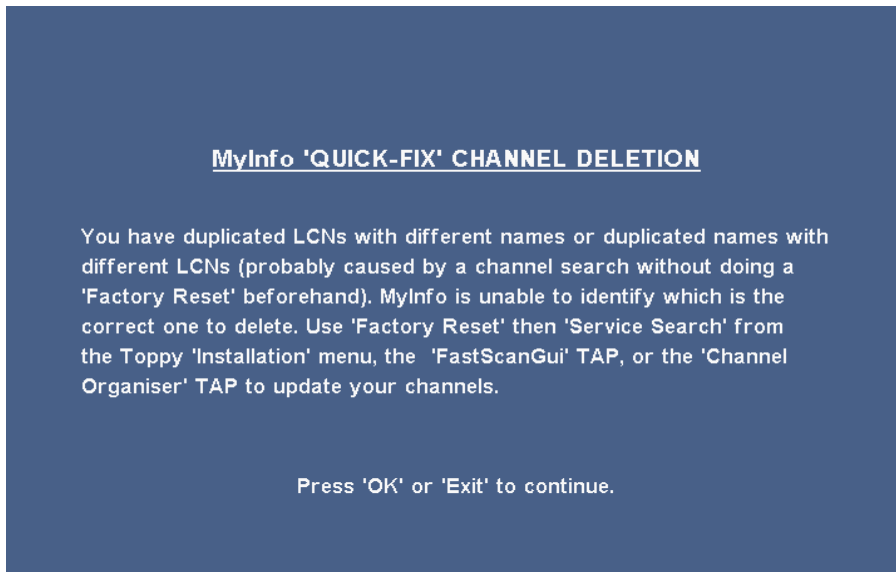 MyInfo 'QUICK-FIX' CHANNEL DELETION
You have duplicated LCNs with different names or duplicated names with
different LCNs (probably caused by a channel search without doing a
'Factory Reset' beforehand). MyInfo is unable to identify which is the
correct one to delete. Use 'Factory Reset' then 'Service Search' from
the Toppy 'Installation' menu, the 'FastScanGui' TAP, or the 'Channel
Organiser' TAP to update your channels.
Press 'OK' or 'Exit' to continue.